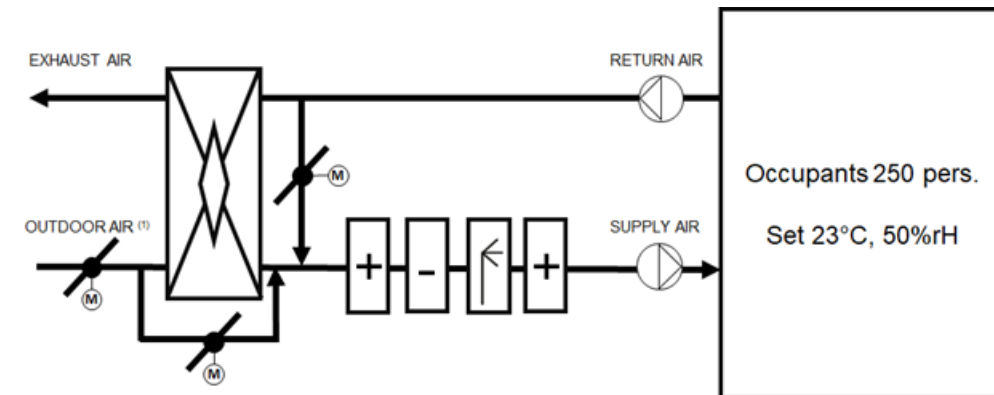 EXHAUST AIR
RETURN AIR
M
Occupants 250 pers.
OUTDOOR AIR (1)
SUPPLY AIR
Set 23°C, 50%rH
+
-
+
M
M